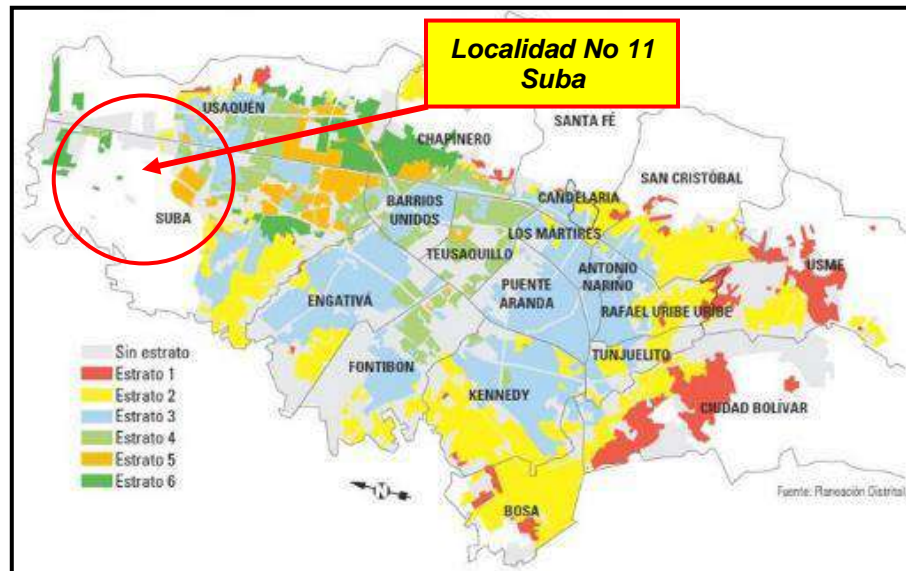 Localidad No 11
Suba
USAQUEN
CHAPINERO
SANTA FÉ
SAN CRISTÓBAL
CANDELARIA
BARRIOS
UNIDOS
SUBA
LOS MARTIRES
TEUSAQUILLO
ANTONIO
NARIÑO
USME
PUENTE
ARANDA
ENGATIVÁ
RAFAEL URIBE URIBE
TUNJUELITO
FONTIBON
KENNEDY
CIUDAD BOLÍVAR
Sin estrato
Estrato 1
Estrato 2
Estrato 3
Estrato 4
Estrato 5
Estrato 6
N
BOSA
Fuente: Planeación Distrital